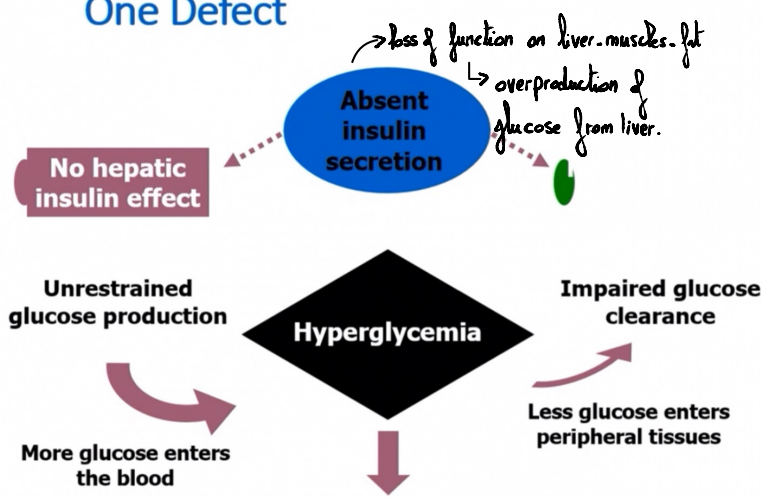 One Defect
→ loss of function on liver-muscles-fat
↳ overproduction of
glucose from liver.
Absent
insulin
secretion
No hepatic
insulin effect
Unrestrained
glucose production
Hyperglycemia
Impaired glucose
clearance
More glucose enters
the blood
Less glucose enters
peripheral tissues